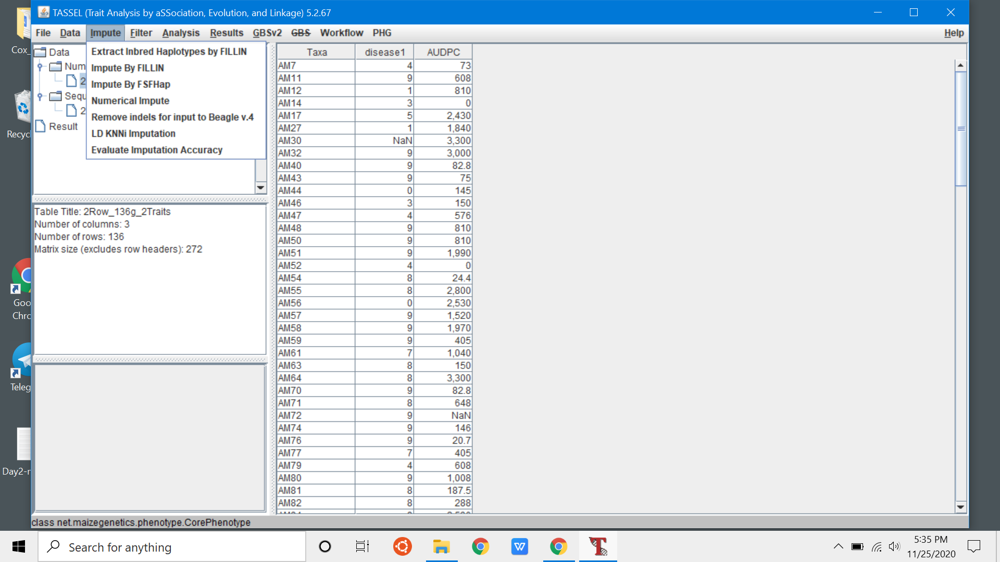 TASSEL (Trait Analysis by aSSociation, Evolution, and Linkage) 5.2.67
File Data Impute Filter Analysis Results GBSv2 GBS Workflow PHG Help
Cox_
Recycl
Goo
Chro
Teleg
Day2-r
Data
Num
2
Sequ
2
Result
Extract Inbred Haplotypes by FILLIN
Impute By FILLIN
Impute By FSFHap
Numerical Impute
Remove indels for input to Beagle v.4
LD KNNi Imputation
Evaluate Imputation Accuracy
Table Title: 2Row_136g_2Traits
Number of columns: 3
Number of rows: 136
Matrix size (excludes row headers): 272
Taxa disease1 AUDPC
AM7 4 73
AM11 9 608
AM12 1 810
AM14 3 0
AM17 5 2,430
AM27 1 1,840
AM30 NaN 3,300
AM32 9 3,000
AM40 9 82.8
AM43 9 75
AM44 0 145
AM46 3 150
AM47 4 576
AM48 9 810
AM50 9 810
AM51 9 1,990
AM52 4 0
AM54 8 24.4
AM55 8 2,800
AM56 0 2,530
AM57 9 1,520
AM58 9 1,970
AM59 9 405
AM61 7 1,040
AM63 8 150
AM64 8 3,300
AM70 9 82.8
AM71 8 648
AM72 9 NaN
AM74 9 146
AM76 9 20.7
AM77 7 405
AM79 4 608
AM80 9 1,008
AM81 8 187.5
AM82 8 288
class net.maizegenetics.phenotype.CorePhenotype
Search for anything
5:35 PM
11/25/2020